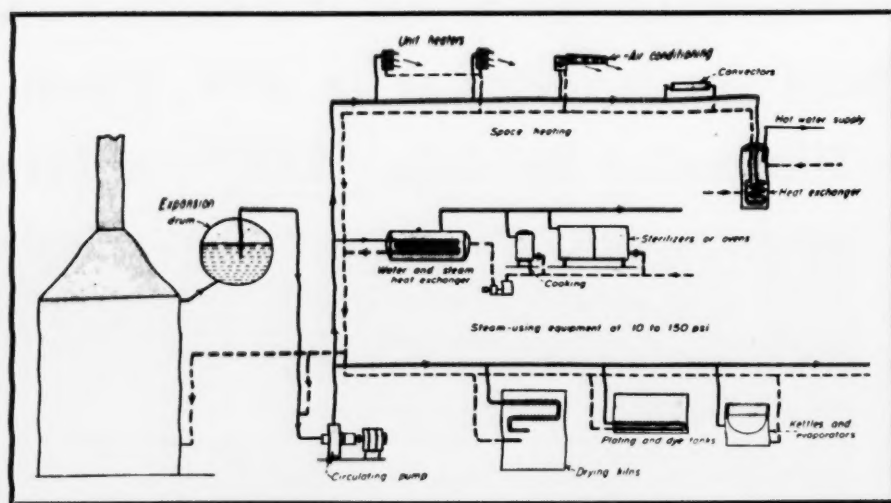 Unit heaters
Air conditioning
Convectors
Space heating
Hot water supply
Heat exchanger
Expansion
drum
Sterilizers or ovens
Water and steam
heat exchanger
Cooking
Steam-using equipment at 10 to 150 psi
Circulating pump
Drying kilns
Plating and dye tanks
Kettles and
evaporators